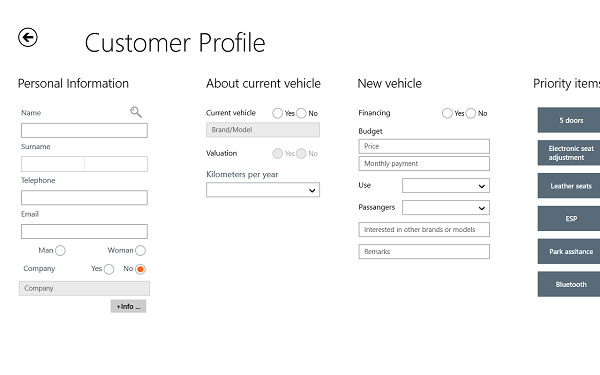 Customer Profile
Personal Information
Name
Surname
Telephone
Email
Man Woman
Company Yes No
Company
+Info ...
About current vehicle
Current vehicle Yes No
Brand/Model
Valuation Yes No
Kilometers per year
New vehicle
Financing Yes No
Budget
Price
Monthly payment
Use
Passangers
Interested in other brands or models
Remarks
Priority items
5 doors
Electronic seat
adjustment
Leather seats
ESP
Park assitance
Bluetooth